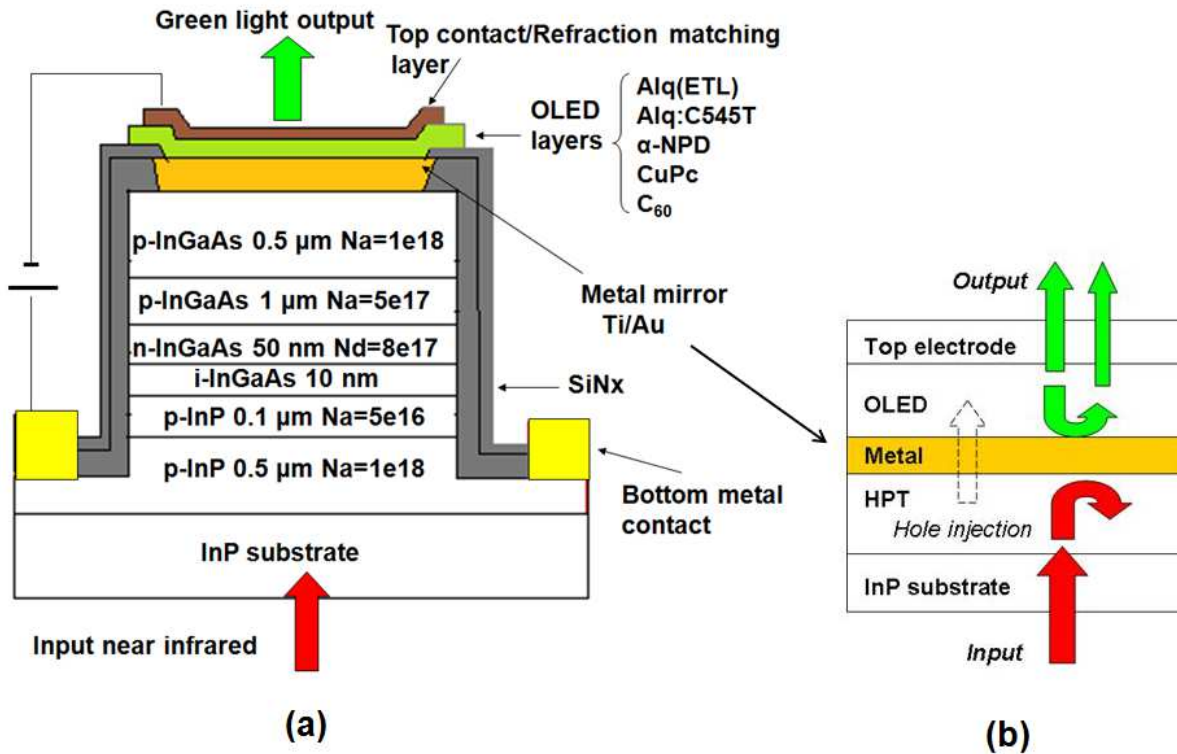 Green light output
Top contact/Refraction matching
layer
OLED
layers
Alq(ETL)
Alq:C545T
α-NPD
CuPc
C₆₀
p-InGaAs 0.5 µm Na=1e18
p-InGaAs 1 µm Na=5e17
n-InGaAs 50 nm Nd=8e17
i-InGaAs 10 nm
p-InP 0.1 µm Na=5e16
p-InP 0.5 µm Na=1e18
InP substrate
Metal mirror
Ti/Au
SiNx
Bottom metal
contact
Input near infrared
(a)
Output
Top electrode
OLED
Metal
HPT
Hole injection
InP substrate
Input
(b)